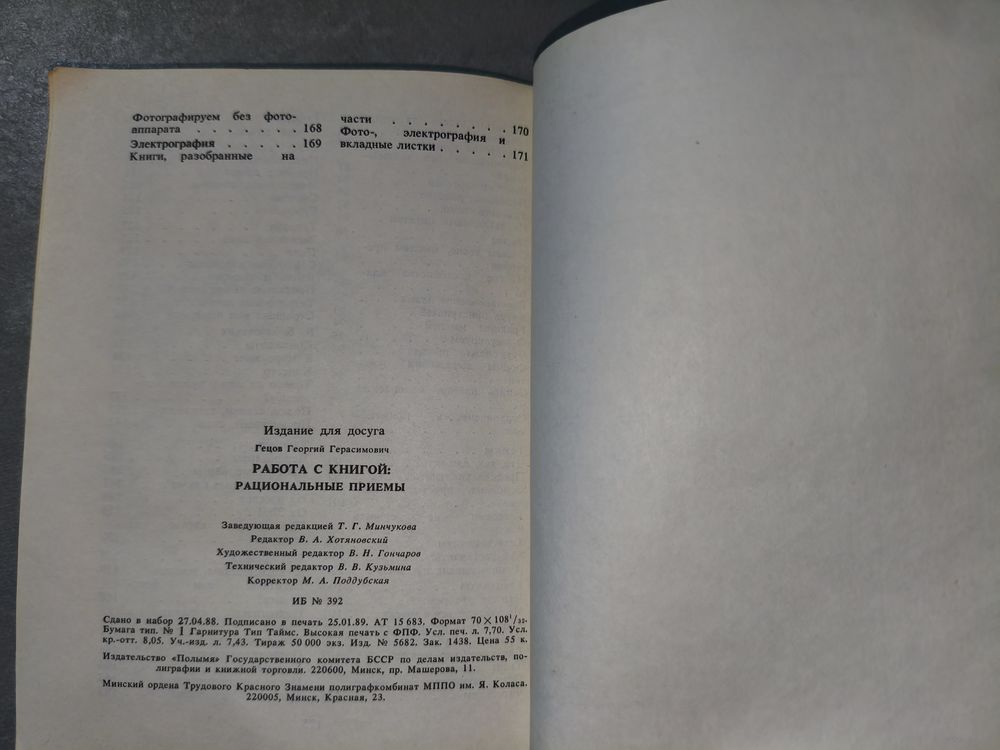 Фотографируем без фото-
аппарата . . . . . . . 168
Электрография . . . . . 169
Книги, разобранные на
части . . . . . . . . 170
Фото-, электрография и
вкладные листки . . . . . 171
Издание для досуга
Гецов Георгий Герасимович
РАБОТА С КНИГОЙ:
РАЦИОНАЛЬНЫЕ ПРИЕМЫ
Заведующая редакцией Т. Г. Минчукова
Редактор В. А. Хотяновский
Художественный редактор В. Н. Гончаров
Технический редактор В. В. Кузьмина
Корректор М. А. Поддубская
ИБ № 392
Сдано в набор 27.04.88. Подписано в печать 25.01.89. АТ 15 683. Формат 70×108¹/₃₂.
Бумага тип. № 1 Гарнитура Тип Таймс. Высокая печать с ФПФ. Усл. печ. л. 7,70. Усл.
кр.-отт. 8,05. Уч.-изд. л. 7,43. Тираж 50 000 экз. Изд. № 5682. Зак. 1438. Цена 55 к.
Издательство «Полымя» Государственного комитета БССР по делам издательств, по-
лиграфии и книжной торговли. 220600, Минск, пр. Машерова, 11.
Минский ордена Трудового Красного Знамени полиграфкомбинат МППО им. Я. Коласа.
220005, Минск, Красная, 23.